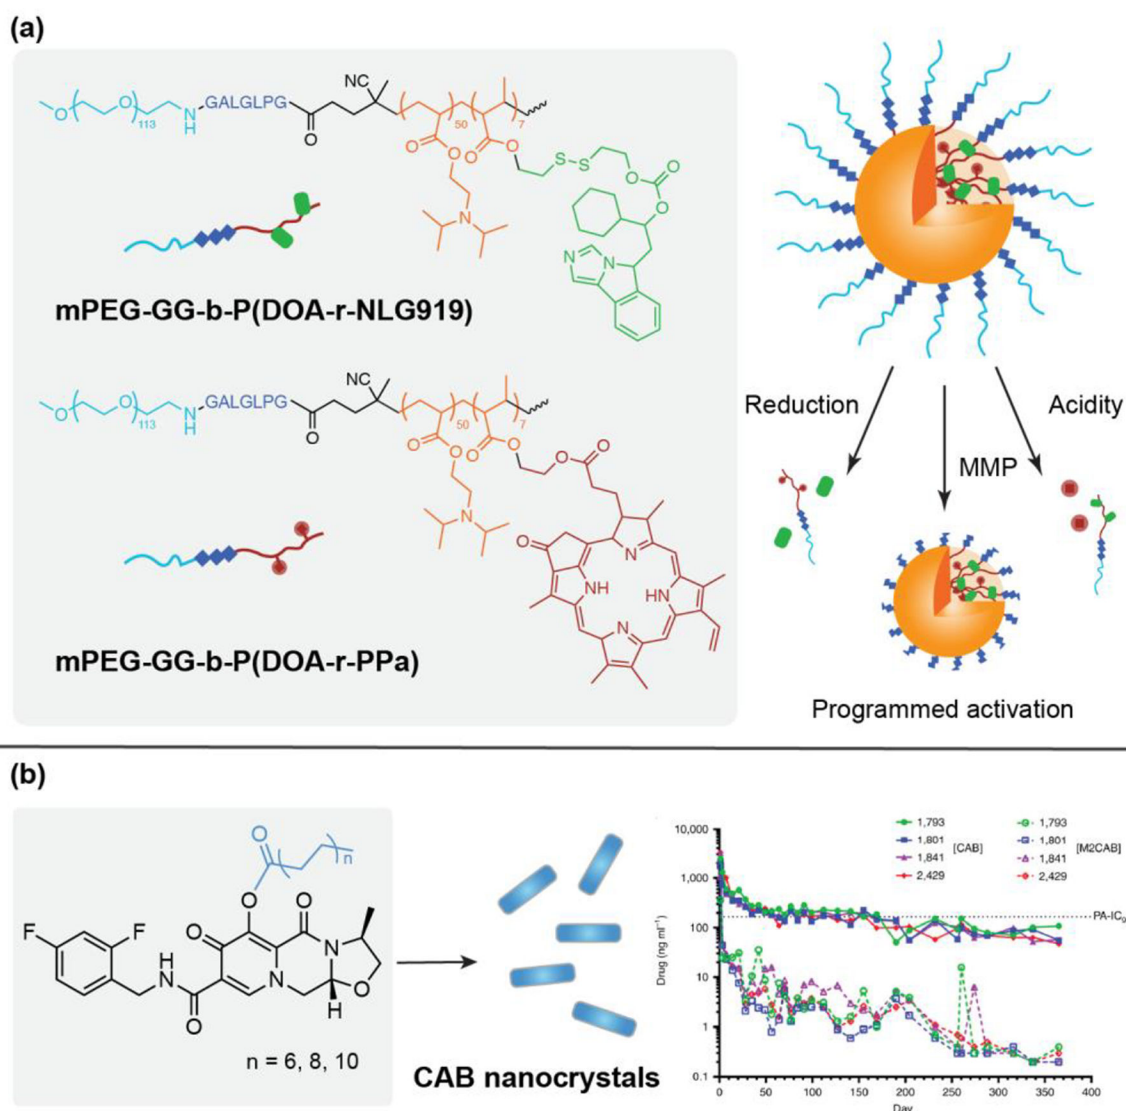 (a)
O
O
113
N
H
GALGLPG
O
NC
50
7
O
O
O
O
S
S
O
O
O
N
N
N
mPEG-GG-b-P(DOA-r-NLG919)
O
O
113
N
H
GALGLPG
O
NC
50
7
O
O
O
O
O
O
N
O
N
NH
HN
N
mPEG-GG-b-P(DOA-r-PPa)
Reduction
Acidity
MMP
Programmed activation
(b)
O
n
O
O
O
F
F
N
H
N
N
O
O
H
n = 6, 8, 10
CAB nanocrystals
1,793
1,801
1,841
2,429
[CAB]
1,793
1,801
1,841
2,429
[M2CAB]
10,000
1,000
100
10
1
0.1
Drug (ng ml⁻¹)
0
50
100
150
200
250
300
350
400
Day